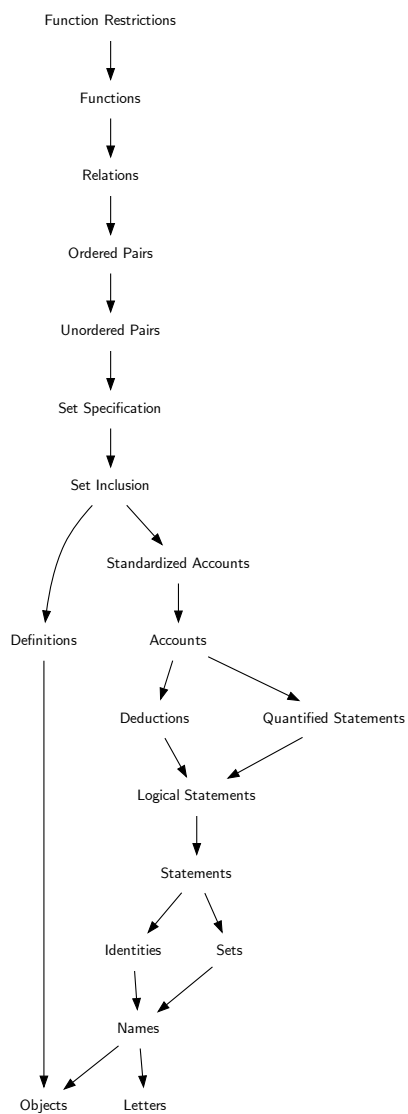 Function Restrictions
Functions
Relations
Ordered Pairs
Unordered Pairs
Set Specification
Set Inclusion
Standardized Accounts
Definitions
Accounts
Deductions
Quantified Statements
Logical Statements
Statements
Identities
Sets
Names
Objects
Letters